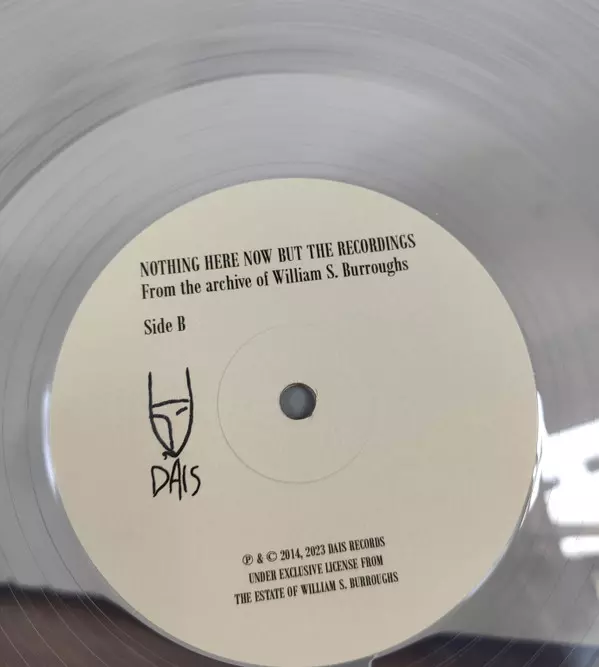 NOTHING HERE NOW BUT THE RECORDINGS
From the archive of William S. Burroughs
Side B
DAIS
℗ & © 2014, 2023 DAIS RECORDS
UNDER EXCLUSIVE LICENSE FROM
THE ESTATE OF WILLIAM S. BURROUGHS